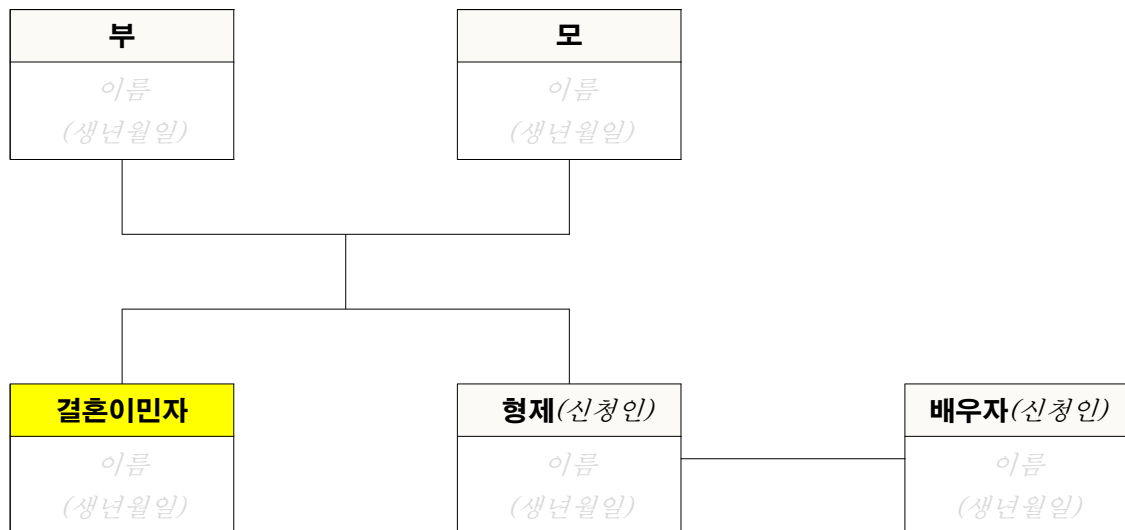 부
모
이름
(생년월일)
이름
(생년월일)
결혼이민자
형제(신청인)
배우자(신청인)
이름
(생년월일)
이름
(생년월일)
이름
(생년월일)